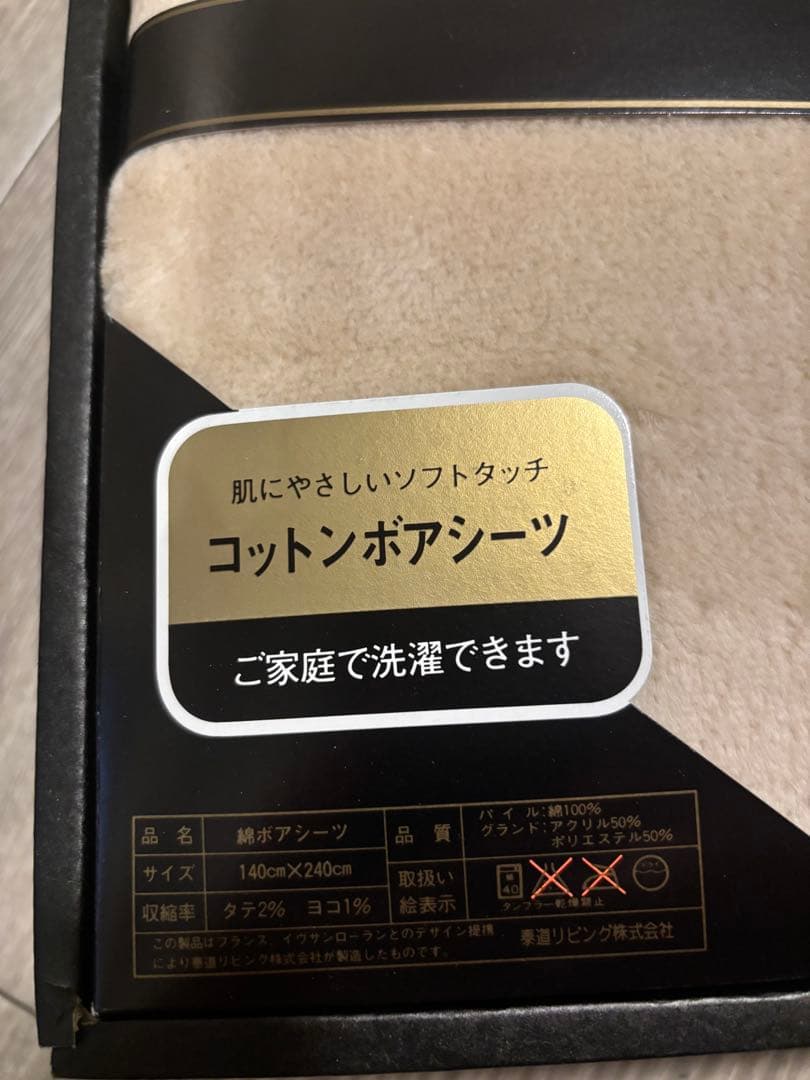 肌にやさしいソフトタッチ
コットンボアシーツ
ご家庭で洗濯できます
品名 綿ボアシーツ
サイズ 140cm×240cm
収縮率 タテ2% ヨコ1%
品質 パイル:綿100%
グランド:アクリル50%
ポリエステル50%
取扱い
絵表示
40
タンブラー乾燥禁止
この製品はフランス、イヴサンローランとのデザイン提携
により泰道リビング株式会社が製造したものです。
泰道リビング株式会社